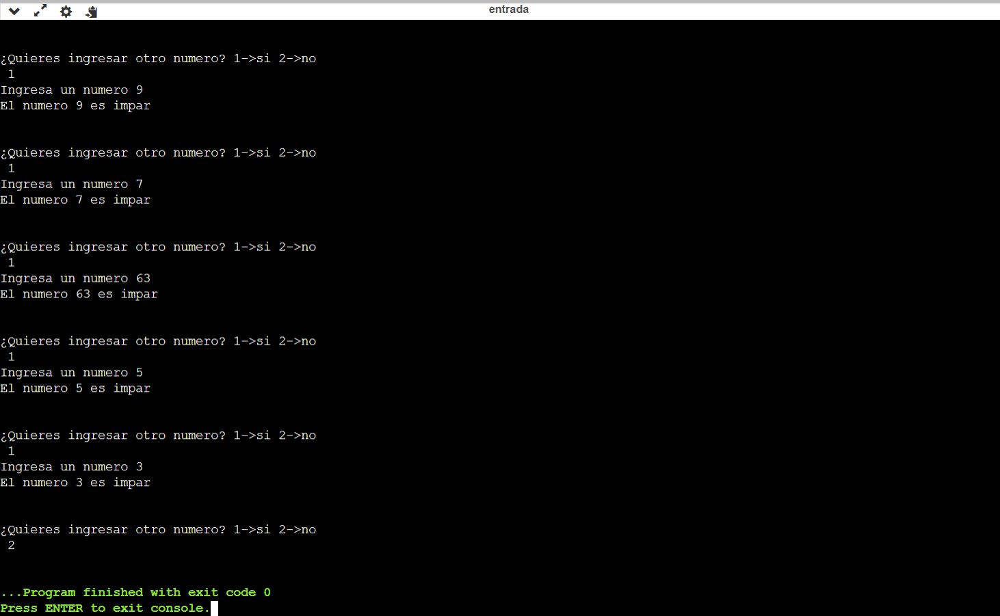 entrada
¿Quieres ingresar otro numero? 1->si 2->no
1
Ingresa un numero 9
El numero 9 es impar
¿Quieres ingresar otro numero? 1->si 2->no
1
Ingresa un numero 7
El numero 7 es impar
¿Quieres ingresar otro numero? 1->si 2->no
1
Ingresa un numero 63
El numero 63 es impar
¿Quieres ingresar otro numero? 1->si 2->no
1
Ingresa un numero 5
El numero 5 es impar
¿Quieres ingresar otro numero? 1->si 2->no
1
Ingresa un numero 3
El numero 3 es impar
¿Quieres ingresar otro numero? 1->si 2->no
2
...Program finished with exit code 0
Press ENTER to exit console.